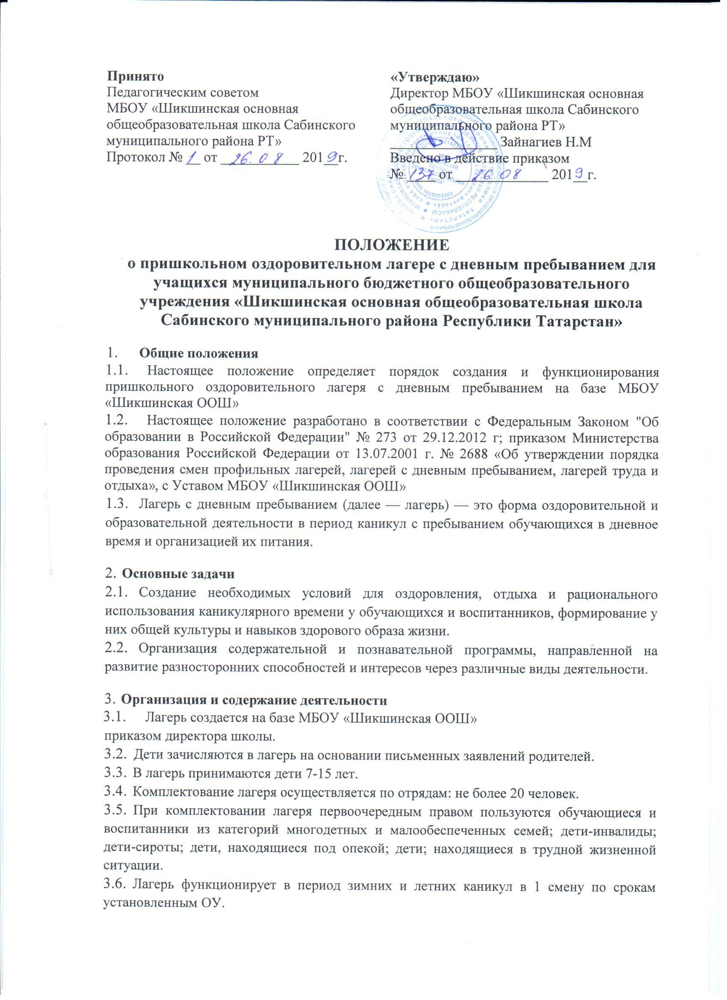 Принято
Педагогическим советом
МБОУ «Шикшинская основная
общеобразовательная школа Сабинского
муниципального района РТ»
Протокол № 1 от 26.08 2019г.
«Утверждаю»
Директор МБОУ «Шикшинская основная
общеобразовательная школа Сабинского
муниципального района РТ»
Зайнагиев Н.М
Введено в действие приказом
№ 137 от 26.08 2019г.
ИНН 1635003260
ПОЛОЖЕНИЕ
о пришкольном оздоровительном лагере с дневным пребыванием для
учащихся муниципального бюджетного общеобразовательного
учреждения «Шикшинская основная общеобразовательная школа
Сабинского муниципального района Республики Татарстан»
1. Общие положения
1.1. Настоящее положение определяет порядок создания и функционирования
пришкольного оздоровительного лагеря с дневным пребыванием на базе МБОУ
«Шикшинская ООШ»
1.2. Настоящее положение разработано в соответствии с Федеральным Законом "Об
образовании в Российской Федерации" № 273 от 29.12.2012 г; приказом Министерства
образования Российской Федерации от 13.07.2001 г. № 2688 «Об утверждении порядка
проведения смен профильных лагерей, лагерей с дневным пребыванием, лагерей труда и
отдыха», с Уставом МБОУ «Шикшинская ООШ»
1.3. Лагерь с дневным пребыванием (далее — лагерь) — это форма оздоровительной и
образовательной деятельности в период каникул с пребыванием обучающихся в дневное
время и организацией их питания.
2. Основные задачи
2.1. Создание необходимых условий для оздоровления, отдыха и рационального
использования каникулярного времени у обучающихся и воспитанников, формирование у
них общей культуры и навыков здорового образа жизни.
2.2. Организация содержательной и познавательной программы, направленной на
развитие разносторонних способностей и интересов через различные виды деятельности.
3. Организация и содержание деятельности
3.1. Лагерь создается на базе МБОУ «Шикшинская ООШ»
приказом директора школы.
3.2. Дети зачисляются в лагерь на основании письменных заявлений родителей.
3.3. В лагерь принимаются дети 7-15 лет.
3.4. Комплектование лагеря осуществляется по отрядам: не более 20 человек.
3.5. При комплектовании лагеря первоочередным правом пользуются обучающиеся и
воспитанники из категорий многодетных и малообеспеченных семей; дети-инвалиды;
дети-сироты; дети, находящиеся под опекой; дети; находящиеся в трудной жизненной
ситуации.
3.6. Лагерь функционирует в период зимних и летних каникул в 1 смену по срокам
установленным ОУ.